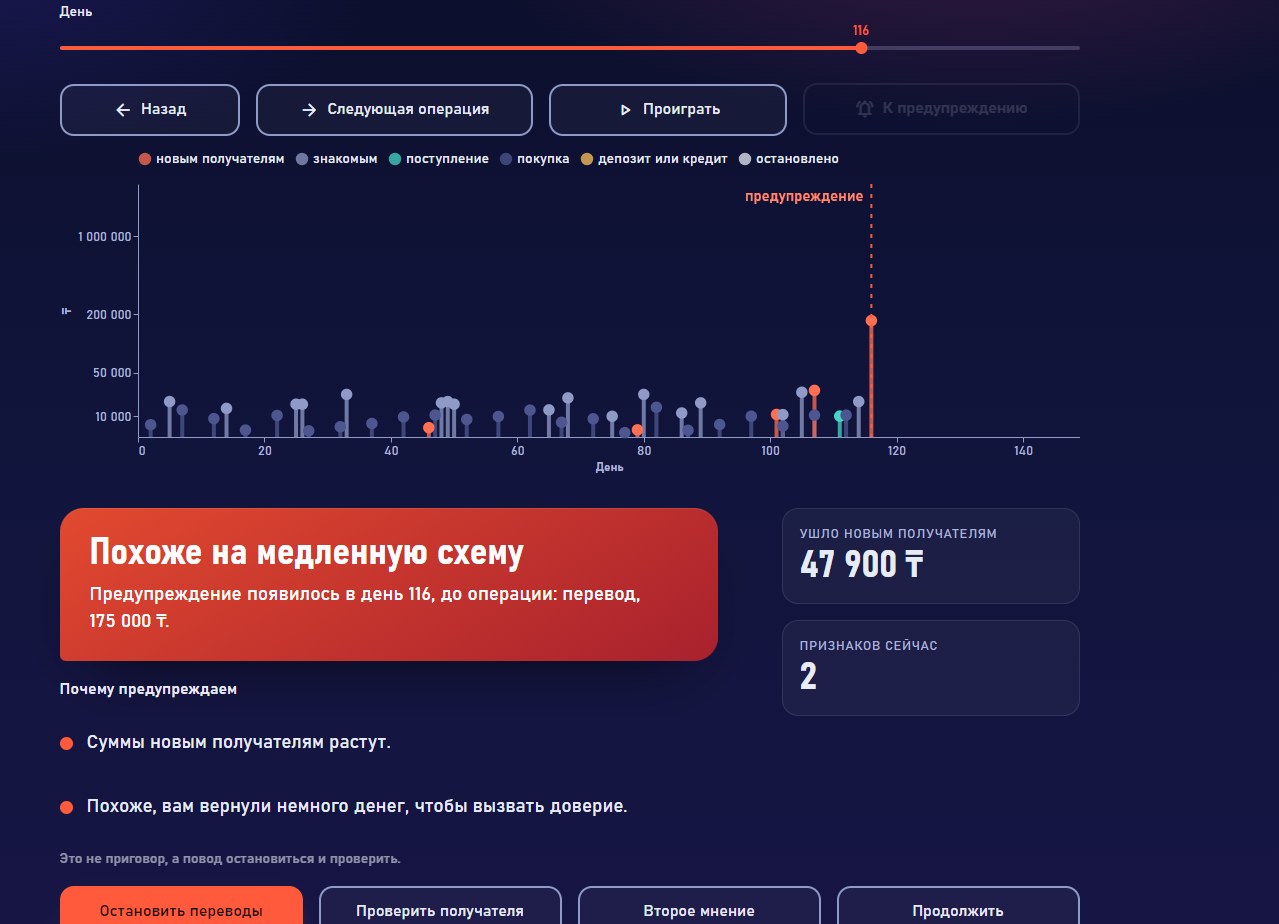 День
116
Назад
Следующая операция
Проиграть
К предупреждению
новым получателям знакомым поступление покупка депозит или кредит остановлено
предупреждение
1 000 000
₸
200 000
50 000
10 000
0 20 40 60 80 100 120 140
День
Похоже на медленную схему
Предупреждение появилось в день 116, до операции: перевод,
175 000 ₸.
УШЛО НОВЫМ ПОЛУЧАТЕЛЯМ
47 900 ₸
ПРИЗНАКОВ СЕЙЧАС
2
Почему предупреждаем
Суммы новым получателям растут.
Похоже, вам вернули немного денег, чтобы вызвать доверие.
Это не приговор, а повод остановиться и проверить.
Остановить переводы
Проверить получателя
Второе мнение
Продолжить